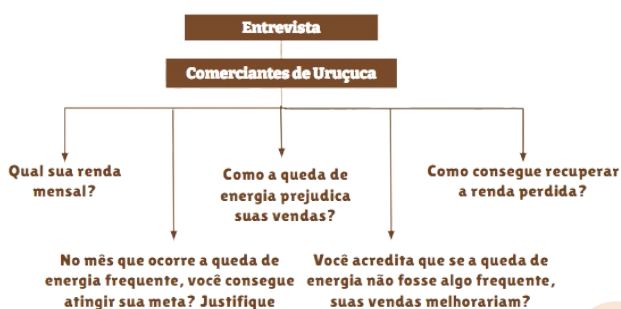 Entrevista
Comerciantes de Uruçuca
Qual sua renda
mensal?
No mês que ocorre a queda de
energia frequente, você consegue
atingir sua meta? Justifique
Como a queda de
energia prejudica
suas vendas?
Você acredita que se a queda de
energia não fosse algo frequente,
suas vendas melhorariam?
Como consegue recuperar
a renda perdida?